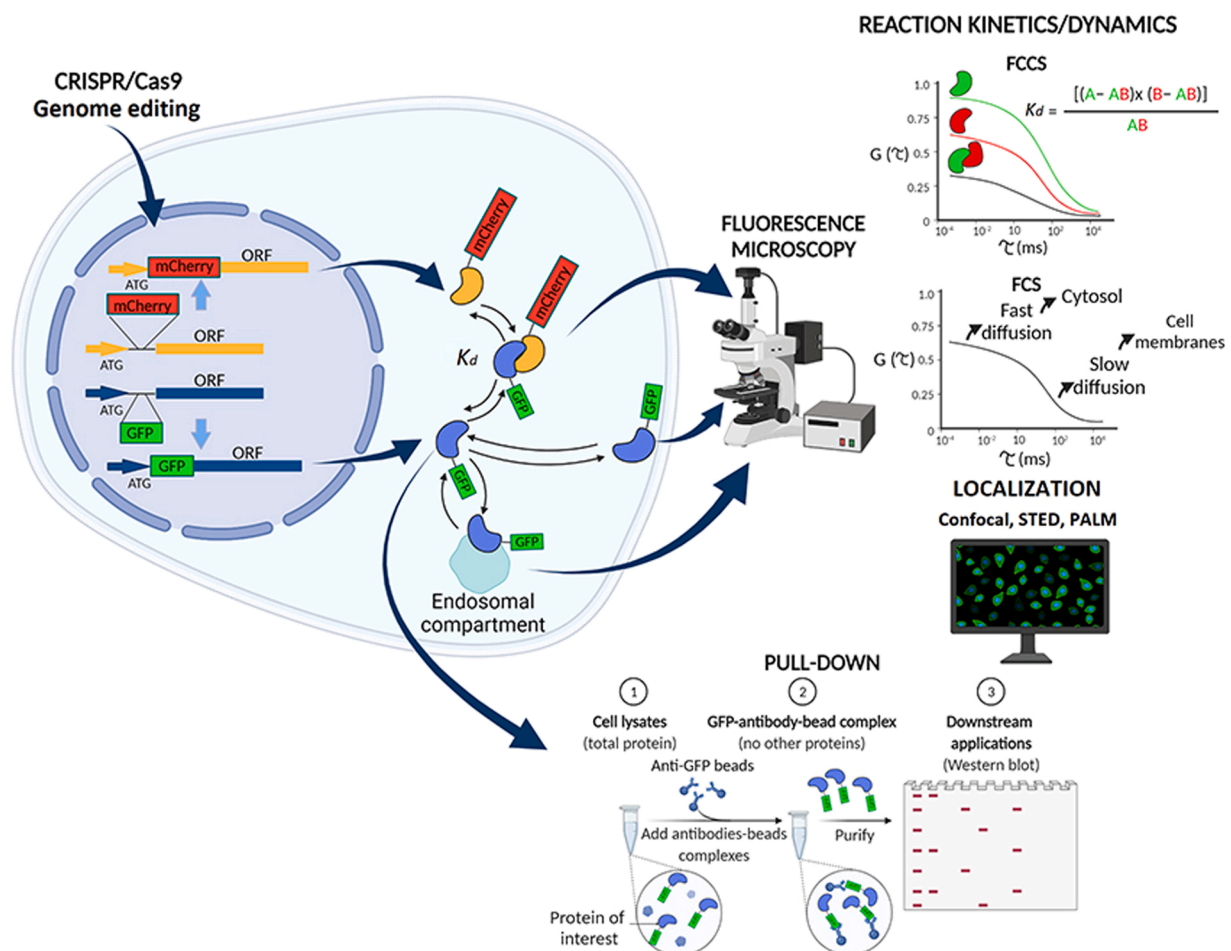 CRISPR/Cas9
Genome editing
mCherry
ORF
ATG
mCherry
ORF
ATG
ORF
ATG
GFP
GFP
ORF
ATG
mCherry
mCherry
Kd
GFP
GFP
GFP
GFP
Endosomal
compartment
FLUORESCENCE
MICROSCOPY
REACTION KINETICS/DYNAMICS
FCCS
1.0
0.75
G (τ) 0.5
0.25
0
10⁻⁴ 10⁻² 10 10² 10⁴
τ (ms)
Kd = [(A− AB)x (B− AB)]
AB
FCS
1.0
0.75
G (τ) 0.5
0.25
0
10⁻⁴ 10⁻² 10 10² 10⁴
τ (ms)
Fast
diffusion
Cytosol
Slow
diffusion
Cell
membranes
LOCALIZATION
Confocal, STED, PALM
PULL-DOWN
1
Cell lysates
(total protein)
2
GFP-antibody-bead complex
(no other proteins)
3
Downstream
applications
(Western blot)
Anti-GFP beads
Add antibodies-beads
complexes
Purify
Protein of
interest